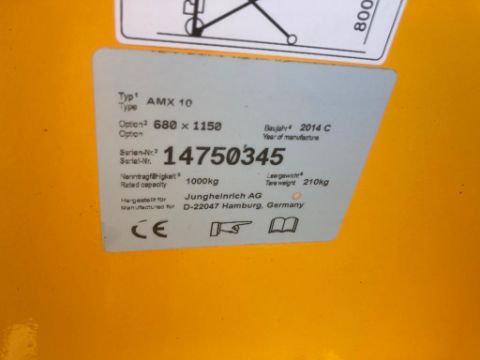 800
Typ¹ AMX 10
Type
Option² 680 x 1150 Baujahr⁴ 2014 C
Option Year of manufacture
Serien-Nr.³ 14750345
Serial-Nr.
Nenntragfähigkeit⁵ 1000kg Leergewicht⁶ 210kg
Rated capacity Tare weight
Hergestellt für Jungheinrich AG
Manufactured for D-22047 Hamburg, Germany
CE